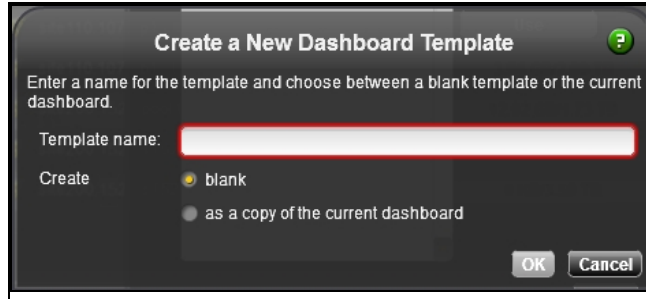 Create a New Dashboard Template
?
Enter a name for the template and choose between a blank template or the current
dashboard.
Template name:
Create
blank
as a copy of the current dashboard
OK Cancel